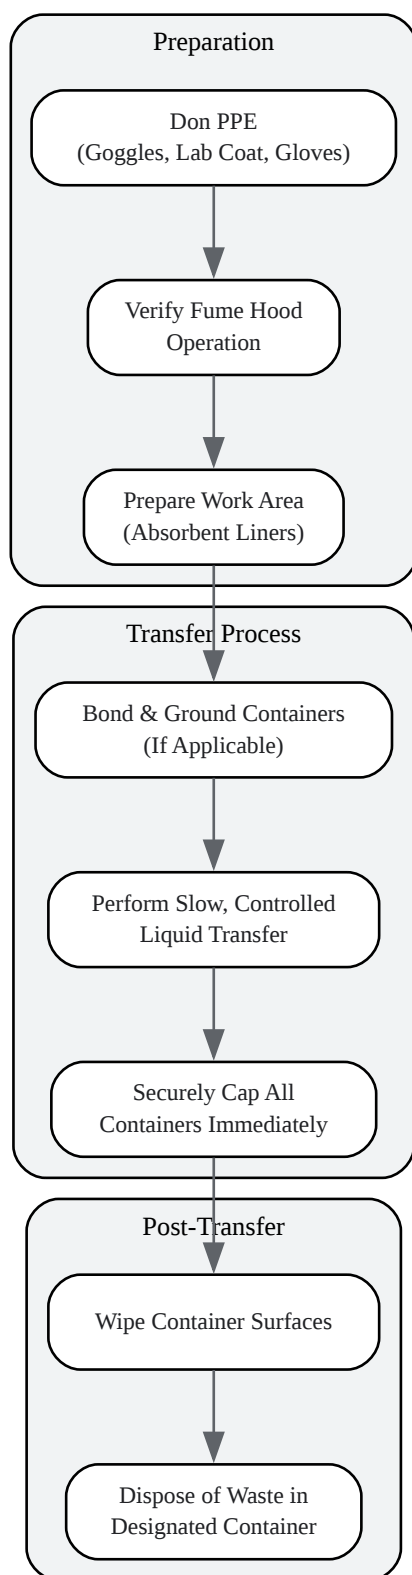 Preparation
Don PPE
(Goggles, Lab Coat, Gloves)
Verify Fume Hood
Operation
Prepare Work Area
(Absorbent Liners)
Transfer Process
Bond & Ground Containers
(If Applicable)
Perform Slow, Controlled
Liquid Transfer
Securely Cap All
Containers Immediately
Post-Transfer
Wipe Container Surfaces
Dispose of Waste in
Designated Container